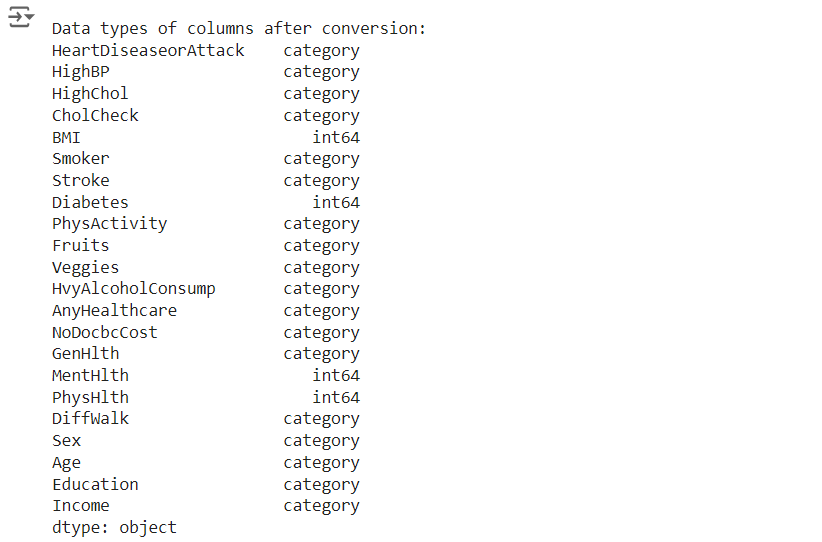 Data types of columns after conversion:
HeartDiseaseorAttack    category
HighBP                  category
HighChol                category
CholCheck               category
BMI                        int64
Smoker                  category
Stroke                  category
Diabetes                   int64
PhysActivity            category
Fruits                  category
Veggies                 category
HvyAlcoholConsump       category
AnyHealthcare           category
NoDocbcCost             category
GenHlth                 category
MentHlth                   int64
PhysHlth                   int64
DiffWalk                category
Sex                     category
Age                     category
Education               category
Income                  category
dtype: object